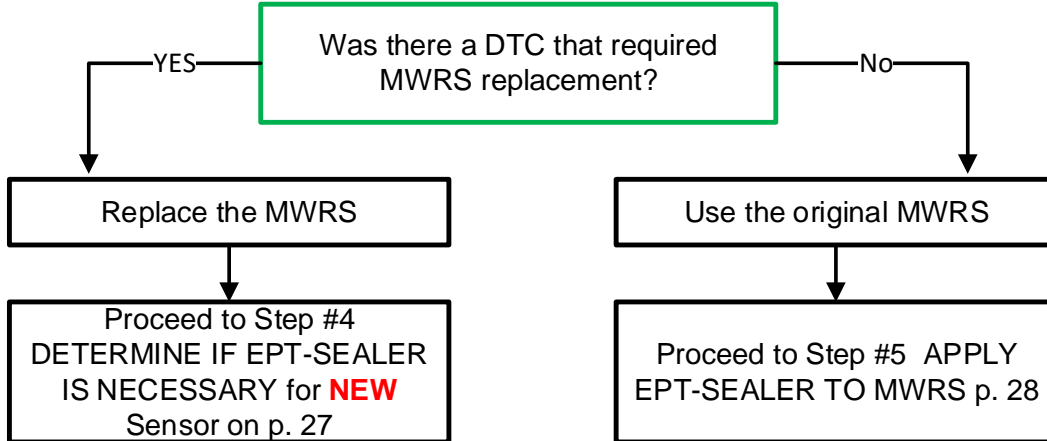 Was there a DTC that required
MWRS replacement?
YES
No
Replace the MWRS
Use the original MWRS
Proceed to Step #4
DETERMINE IF EPT-SEALER
IS NECESSARY for NEW
Sensor on p. 27
Proceed to Step #5 APPLY
EPT-SEALER TO MWRS p. 28